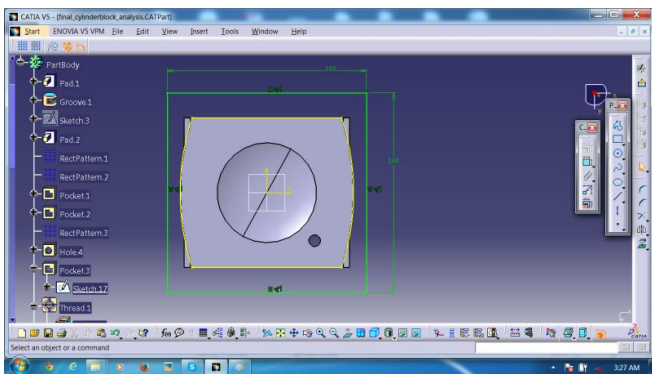 CATIA V5 - [final_cylinderblock_analysis.CATPart]
Start ENOVIA V5 VPM File Edit View Insert Tools Window Help
PartBody
Pad.1
Groove.1
Sketch.3
Pad.2
RectPattern.1
RectPattern.2
Pocket.1
Pocket.2
RectPattern.3
Hole.4
Pocket.3
Sketch.17
Thread.1
100
100
H
V
H
V
x
P...
C...
CATIA
Select an object or a command
3:27 AM